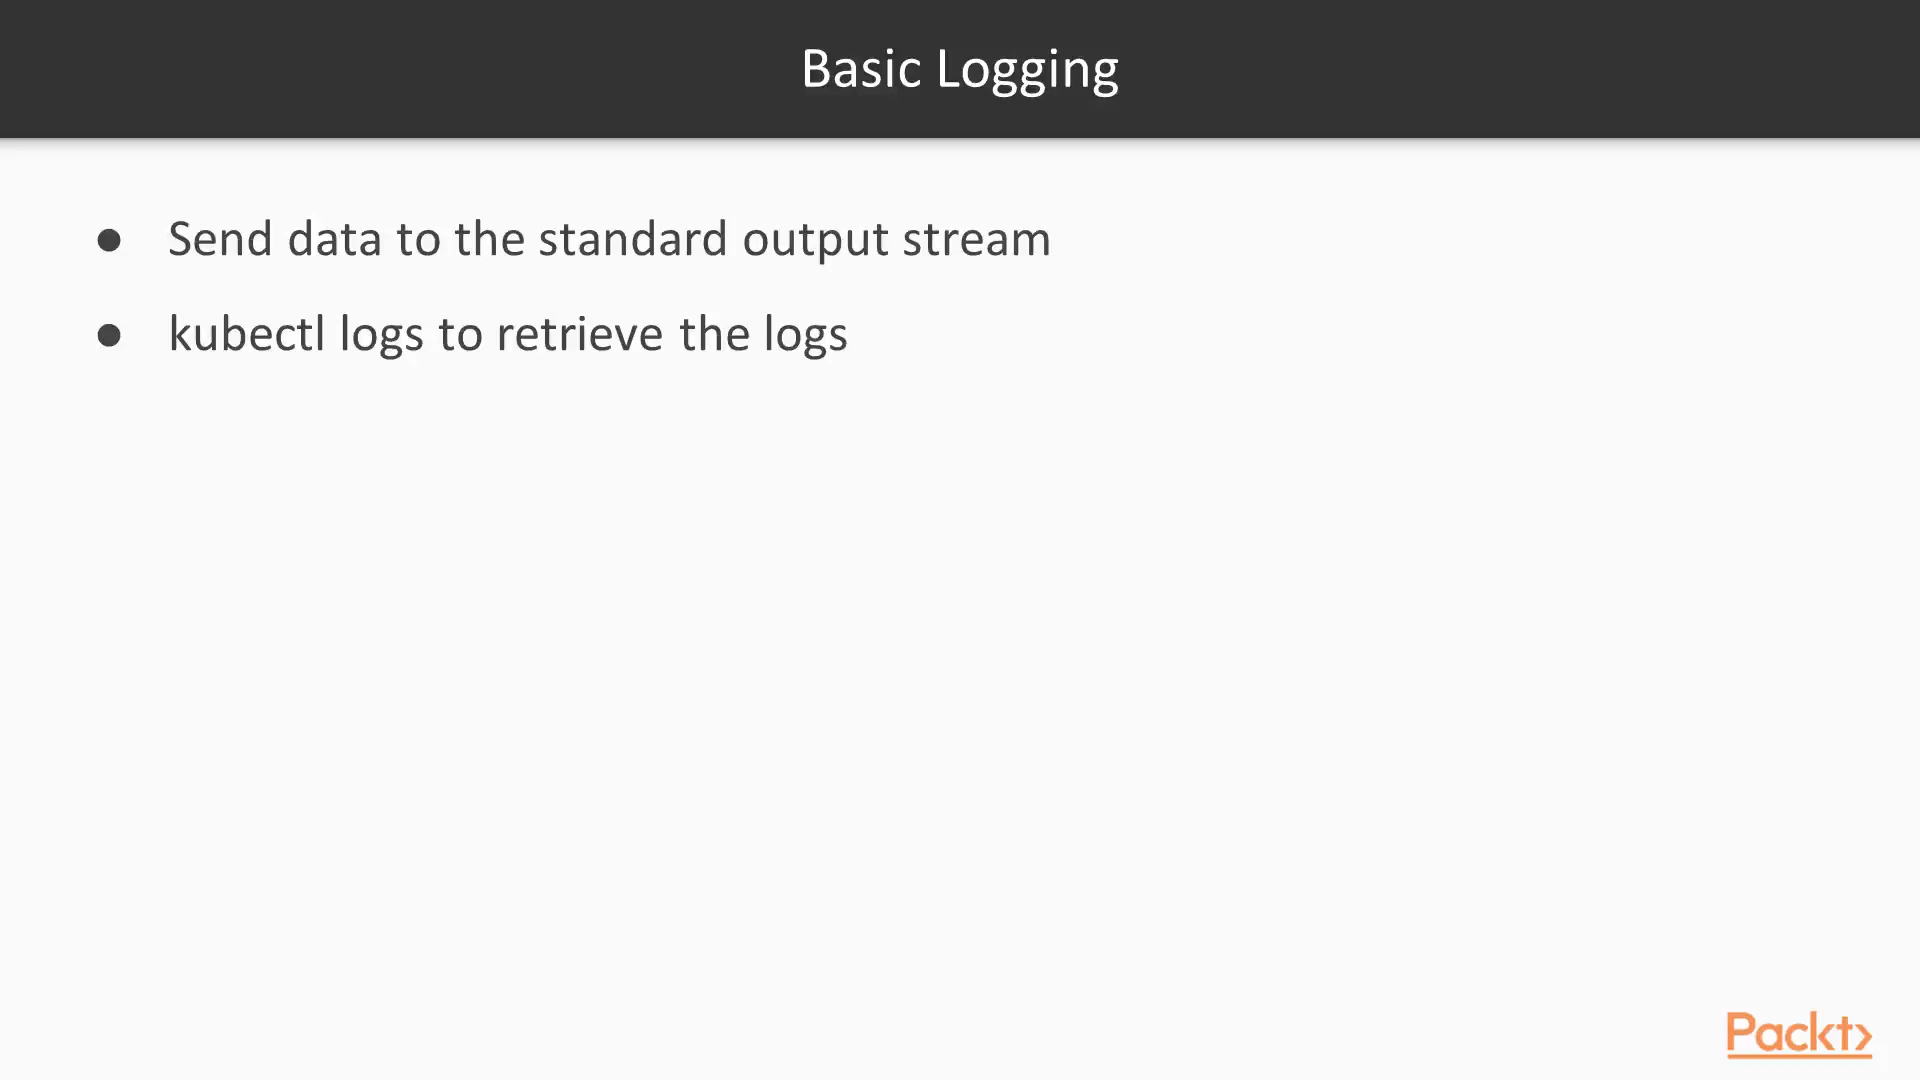 Basic Logging
● Send data to the standard output stream
● kubectl logs to retrieve the logs
Packt>